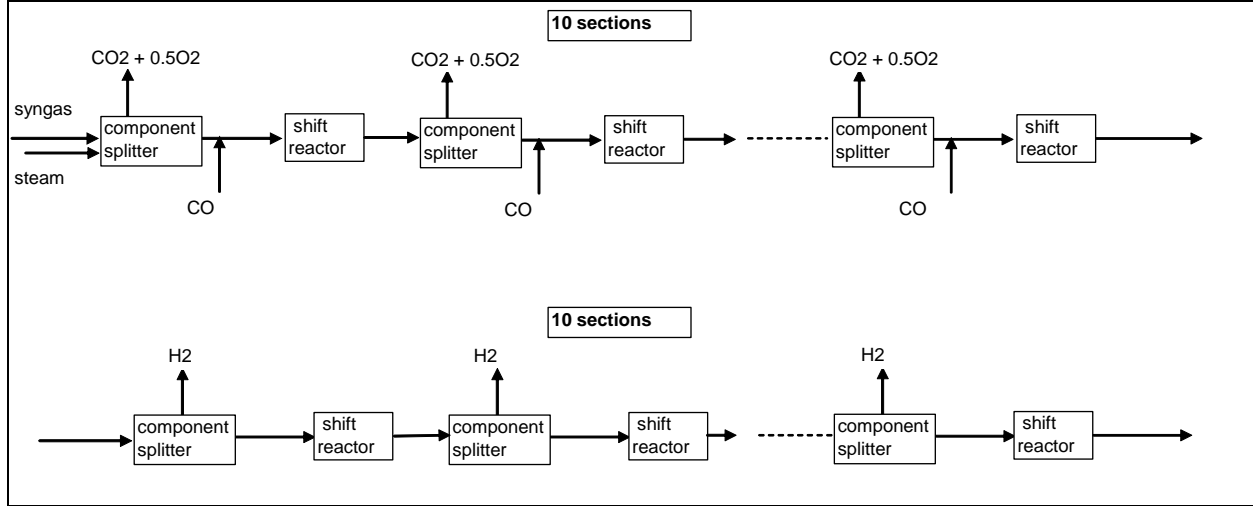 10 sections
CO2 + 0.5O2
CO2 + 0.5O2
CO2 + 0.5O2
syngas
component
splitter
shift
reactor
component
splitter
shift
reactor
component
splitter
shift
reactor
steam
CO
CO
CO
10 sections
H2
H2
H2
component
splitter
shift
reactor
component
splitter
shift
reactor
component
splitter
shift
reactor